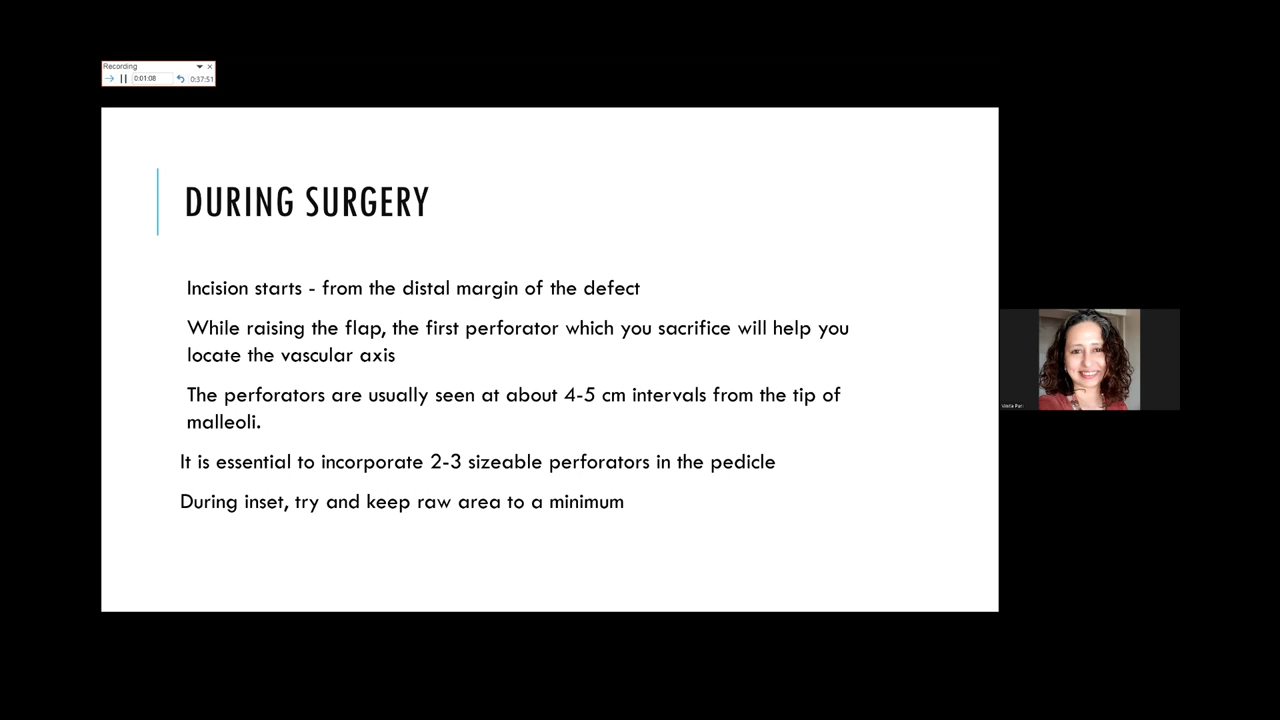 Recording
0:01:08
0:37:51
DURING SURGERY
Incision starts - from the distal margin of the defect
While raising the flap, the first perforator which you sacrifice will help you
locate the vascular axis
The perforators are usually seen at about 4-5 cm intervals from the tip of
malleoli.
It is essential to incorporate 2-3 sizeable perforators in the pedicle
During inset, try and keep raw area to a minimum